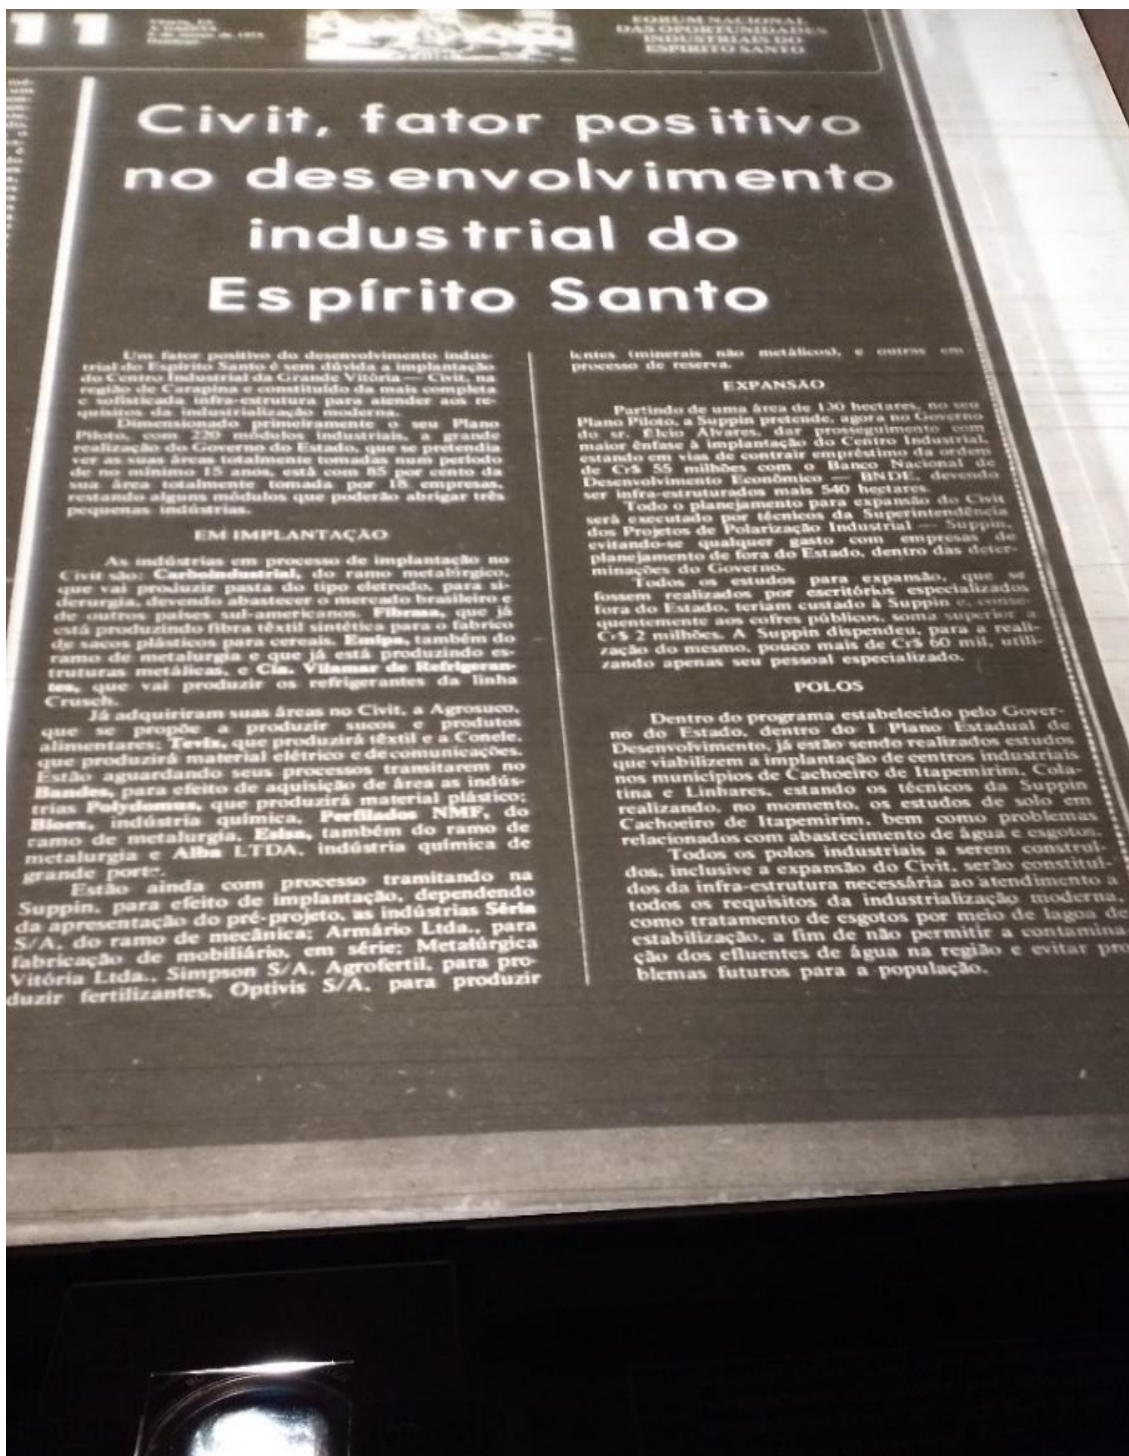 11
Vitória, ES
A GAZETA
de 1975
Domingo
FORUM NACIONAL
DAS OPORTUNIDADES
INDUSTRIAIS DO
ESPIRITO SANTO
Civit, fator positivo
no desenvolvimento
industrial do
Espírito Santo
Um fator positivo do desenvolvimento indus-
trial do Espírito Santo é sem dúvida a implantação
do Centro Industrial da Grande Vitória — Civit, na
região de Carapina e constituído da mais completa
e sofisticada infra-estrutura para atender aos re-
quisitos da industrialização moderna.
Dimensionado primeiramente o seu Plano
Piloto, com 220 módulos industriais, a grande
realização do Governo do Estado, que se pretendia
ver as suas áreas totalmente tomadas num período
de no mínimo 15 anos, está com 85 por cento da
sua área totalmente tomada por 18 empresas,
restando alguns módulos que poderão abrigar três
pequenas indústrias.
EM IMPLANTAÇÃO
As indústrias em processo de implantação no
Civit são: Carboindustrial, do ramo metalúrgico,
que vai produzir pasta do tipo eletrodo, para si-
derurgia, devendo abastecer o mercado brasileiro e
de outros países sul-americanos, Fibrasa, que já
está produzindo fibra têxtil sintética para o fabrico
de sacos plásticos para cereais, Emipa, também do
ramo de metalurgia e que já está produzindo es-
truturas metálicas, e Cia. Vilamar de Refrigeran-
tes, que vai produzir os refrigerantes da linha
Crusch.
Já adquiriram suas áreas no Civit, a Agrosuco,
que se propõe a produzir sucos e produtos
alimentares; Tevix, que produzirá têxtil e a Conele,
que produzirá material elétrico e de comunicações.
Estão aguardando seus processos transitarem no
Bandes, para efeito de aquisição de área as indús-
trias Polydomus, que produzirá material plástico;
Bioex, indústria química, Perfilados NMF, do
ramo de metalurgia, Esisa, também do ramo de
metalurgia e Alba LTDA, indústria química de
grande porte.
Estão ainda com processo tramitando na
Suppin, para efeito de implantação, dependendo
da apresentação do pré-projeto, as indústrias Séria
S/A, do ramo de mecânica; Armário Ltda., para
fabricação de mobiliário, em série; Metalúrgica
Vitória Ltda., Simpson S/A, Agrofertil, para pro-
duzir fertilizantes, Optivis S/A, para produzir
lentes (minerais não metálicos), e outras em
processo de reserva.
EXPANSÃO
Partindo de uma área de 130 hectares, no seu
Plano Piloto, a Suppin pretende, agora no Governo
do sr. Élcio Álvares, dar prosseguimento com
maior ênfase à implantação do Centro Industrial,
estando em vias de contrair empréstimo da ordem
de Cr$ 55 milhões com o Banco Nacional de
Desenvolvimento Econômico — BNDE, devendo
ser infra-estruturados mais 540 hectares.
Todo o planejamento para expansão do Civit
será executado por técnicos da Superintendência
dos Projetos de Polarização Industrial — Suppin,
evitando-se qualquer gasto com empresas de
planejamento de fora do Estado, dentro das deter-
minações do Governo.
Todos os estudos para expansão, que se
fossem realizados por escritórios especializados
fora do Estado, teriam custado à Suppin e, conse-
quentemente aos cofres públicos, soma superior a
Cr$ 2 milhões. A Suppin dispendeu, para a reali-
zação do mesmo, pouco mais de Cr$ 60 mil, utili-
zando apenas seu pessoal especializado.
POLOS
Dentro do programa estabelecido pelo Gover-
no do Estado, dentro do I Plano Estadual de
Desenvolvimento, já estão sendo realizados estudos
que viabilizem a implantação de centros industriais
nos municípios de Cachoeiro de Itapemirim, Cola-
tina e Linhares, estando os técnicos da Suppin
realizando, no momento, os estudos de solo em
Cachoeiro de Itapemirim, bem como problemas
relacionados com abastecimento de água e esgotos.
Todos os polos industriais a serem construí-
dos, inclusive a expansão do Civit, serão constituí-
dos da infra-estrutura necessária ao atendimento a
todos os requisitos da industrialização moderna,
como tratamento de esgotos por meio de lagoa de
estabilização, a fim de não permitir a contamina
ção dos efluentes de água na região e evitar pro
blemas futuros para a população.